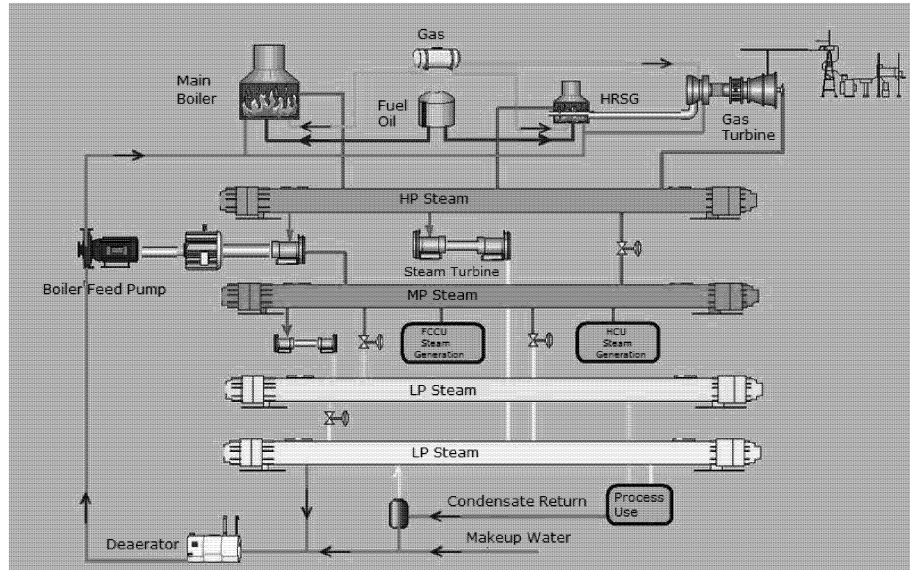 Gas
Main
Boiler
Fuel
Oil
HRSG
Gas
Turbine
HP Steam
Steam Turbine
Boiler Feed Pump
MP Steam
FCCU
Steam
Generation
HCU
Steam
Generation
LP Steam
LP Steam
Condensate Return
Process
Use
Makeup Water
Deaerator